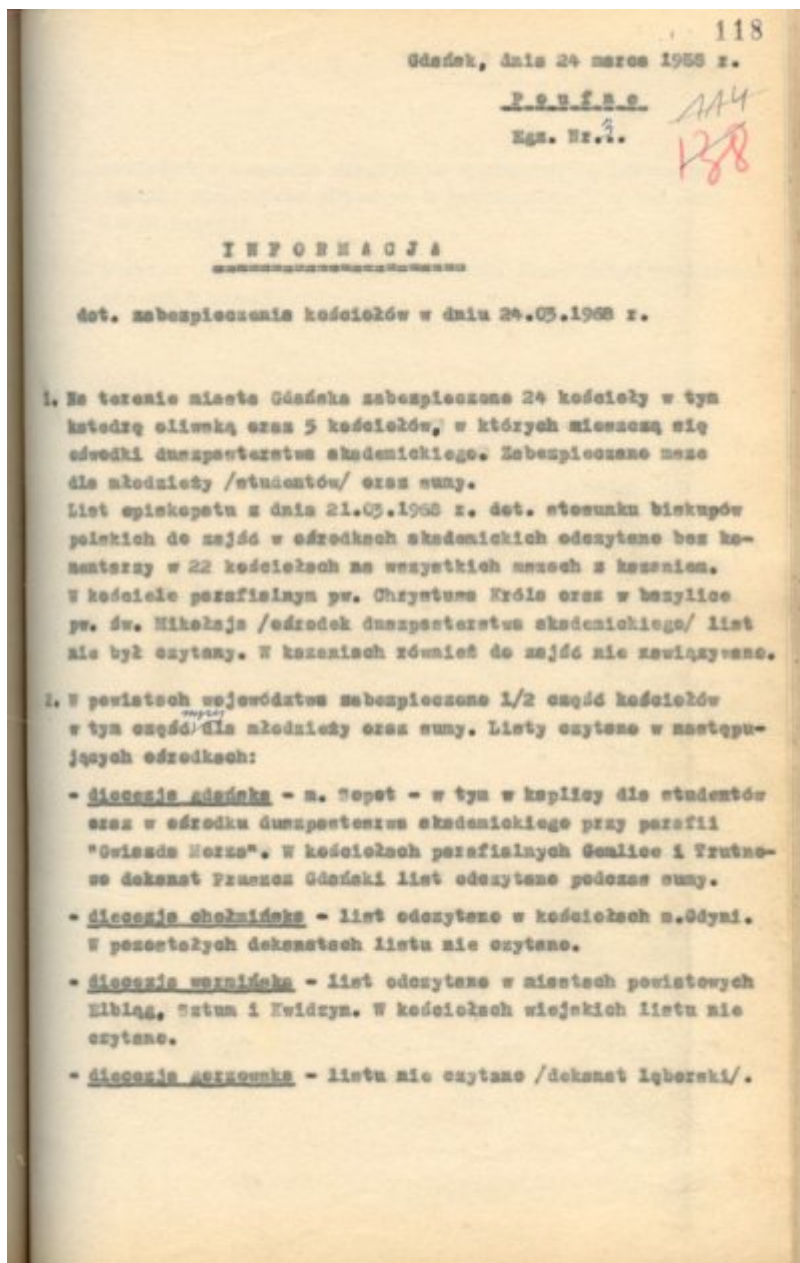 118
Gdańsk, dnia 24 marca 1968 r.
P o u f n e
114
Egz. Nr.3.
138
I N F O R M A C J A
dot. zabezpieczenia kościołów w dniu 24.03.1968 r.
1. Na terenie miasta Gdańska zabezpieczono 24 kościoły w tym
katedrę oliwską oraz 5 kościołów, w których mieszczą się
ośrodki duszpasterstwa akademickiego. Zabezpieczano msze
dla młodzieży /studentów/ oraz sumy.
List episkopatu z dnia 21.03.1968 r. dot. stosunku biskupów
polskich do zajść w ośrodkach akademickich odczytano bez ko-
mentarzy w 22 kościołach na wszystkich mszach z kazaniem.
W kościele parafialnym pw. Chrystusa Króla oraz w bazylice
pw. św. Mikołaja /ośrodek duszpasterstwa akademickiego/ list
nie był czytany. W kazaniach również do zajść nie nawiązywano.
2. W powiatach województwa zabezpieczono 1/2 część kościołów
w tym część mszy dla młodzieży oraz sumy. Listy czytano w następu-
jących ośrodkach:
- diecezja gdańska - m. Sopot - w tym w kaplicy dla studentów
oraz w ośrodku duszpasterswa akademickiego przy parafii
"Gwiazda Morza". W kościołach parafialnych Gemlice i Trutno-
wo dekanat Pruszcz Gdański list odczytano podczas sumy.
- diecezja chełmińska - list odczytano w kościołach m.Gdyni.
W pozostałych dekanatach listu nie czytano.
- diecezja warmińska - list odczytano w miastach powiatowych
Elbląg, Sztum i Kwidzyn. W kościołach wiejskich listu nie
czytano.
- diecezja gorzowska - listu nie czytano /dekanat lęborski/.